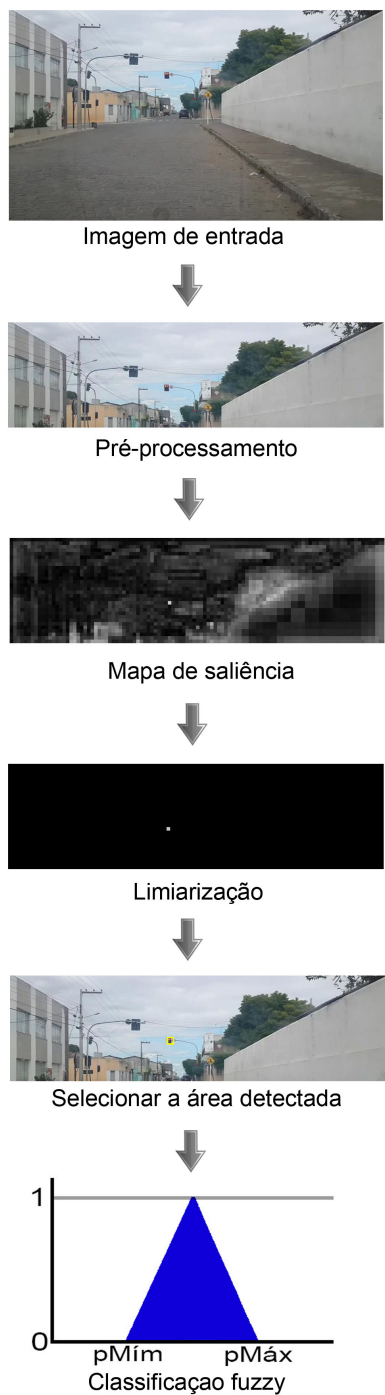 Imagem de entrada
Pré-processamento
Mapa de saliência
Limiarização
Selecionar a área detectada
1
0
pMím pMáx
Classificaçao fuzzy